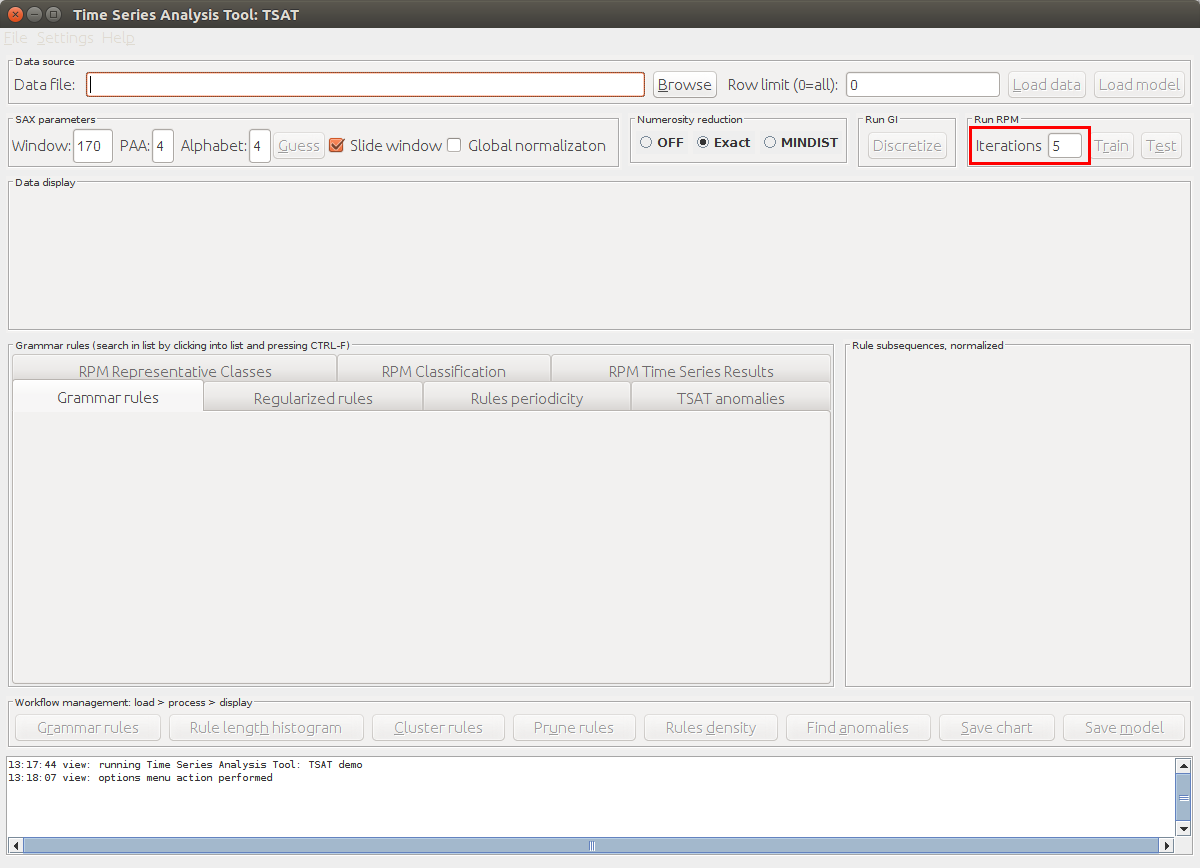 Time Series Analysis Tool: TSAT
File Settings Help
Data source
Data file: Browse Row limit (0=all): 0 Load data Load model
SAX parameters Numerosity reduction Run GI Run RPM
Window: 170 PAA: 4 Alphabet: 4 Guess Slide window Global normalizaton OFF Exact MINDIST Discretize Iterations 5 Train Test
Data display
Grammar rules (search in list by clicking into list and pressing CTRL-F) Rule subsequences, normalized
RPM Representative Classes RPM Classification RPM Time Series Results
Grammar rules Regularized rules Rules periodicity TSAT anomalies
Workflow management: load > process > display
Grammar rules Rule length histogram Cluster rules Prune rules Rules density Find anomalies Save chart Save model
13:17:44 view: running Time Series Analysis Tool: TSAT demo
13:18:07 view: options menu action performed